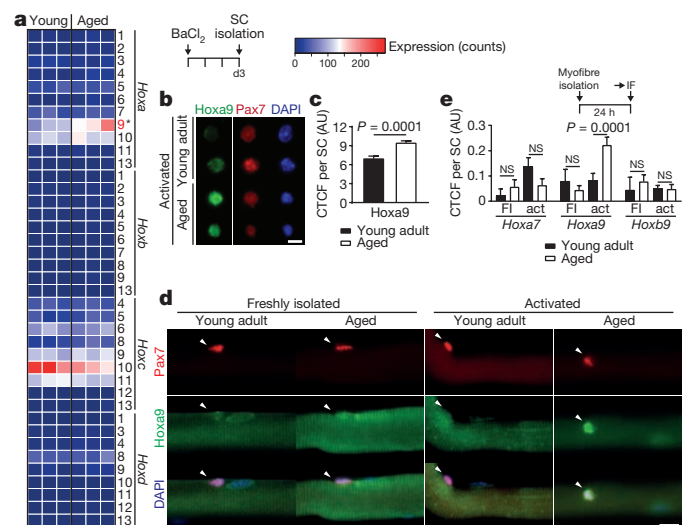 a
Young Aged
1
2
3
4
5
6
7
9*
10
11
13
Hoxa
1
2
3
4
5
6
7
8
9
13
Hoxb
4
5
6
8
9
10
11
12
13
Hoxc
1
3
4
8
9
10
11
12
13
Hoxd
BaCl2
SC isolation
d3
0 100 200
Expression (counts)
b
Hoxa9 Pax7 DAPI
Activated
Young adult
Aged
c
P = 0.0001
CTCF per SC (AU)
12
9
6
3
0
Hoxa9
Young adult
Aged
e
Myofibre isolation
IF
24 h
P = 0.0001
CTCF per SC (AU)
0.3
0.2
0.1
0
NS NS NS NS NS
FI act FI act FI act
Hoxa7 Hoxa9 Hoxb9
Young adult
Aged
d
Freshly isolated Activated
Young adult Aged Young adult Aged
Pax7
Hoxa9
DAPI